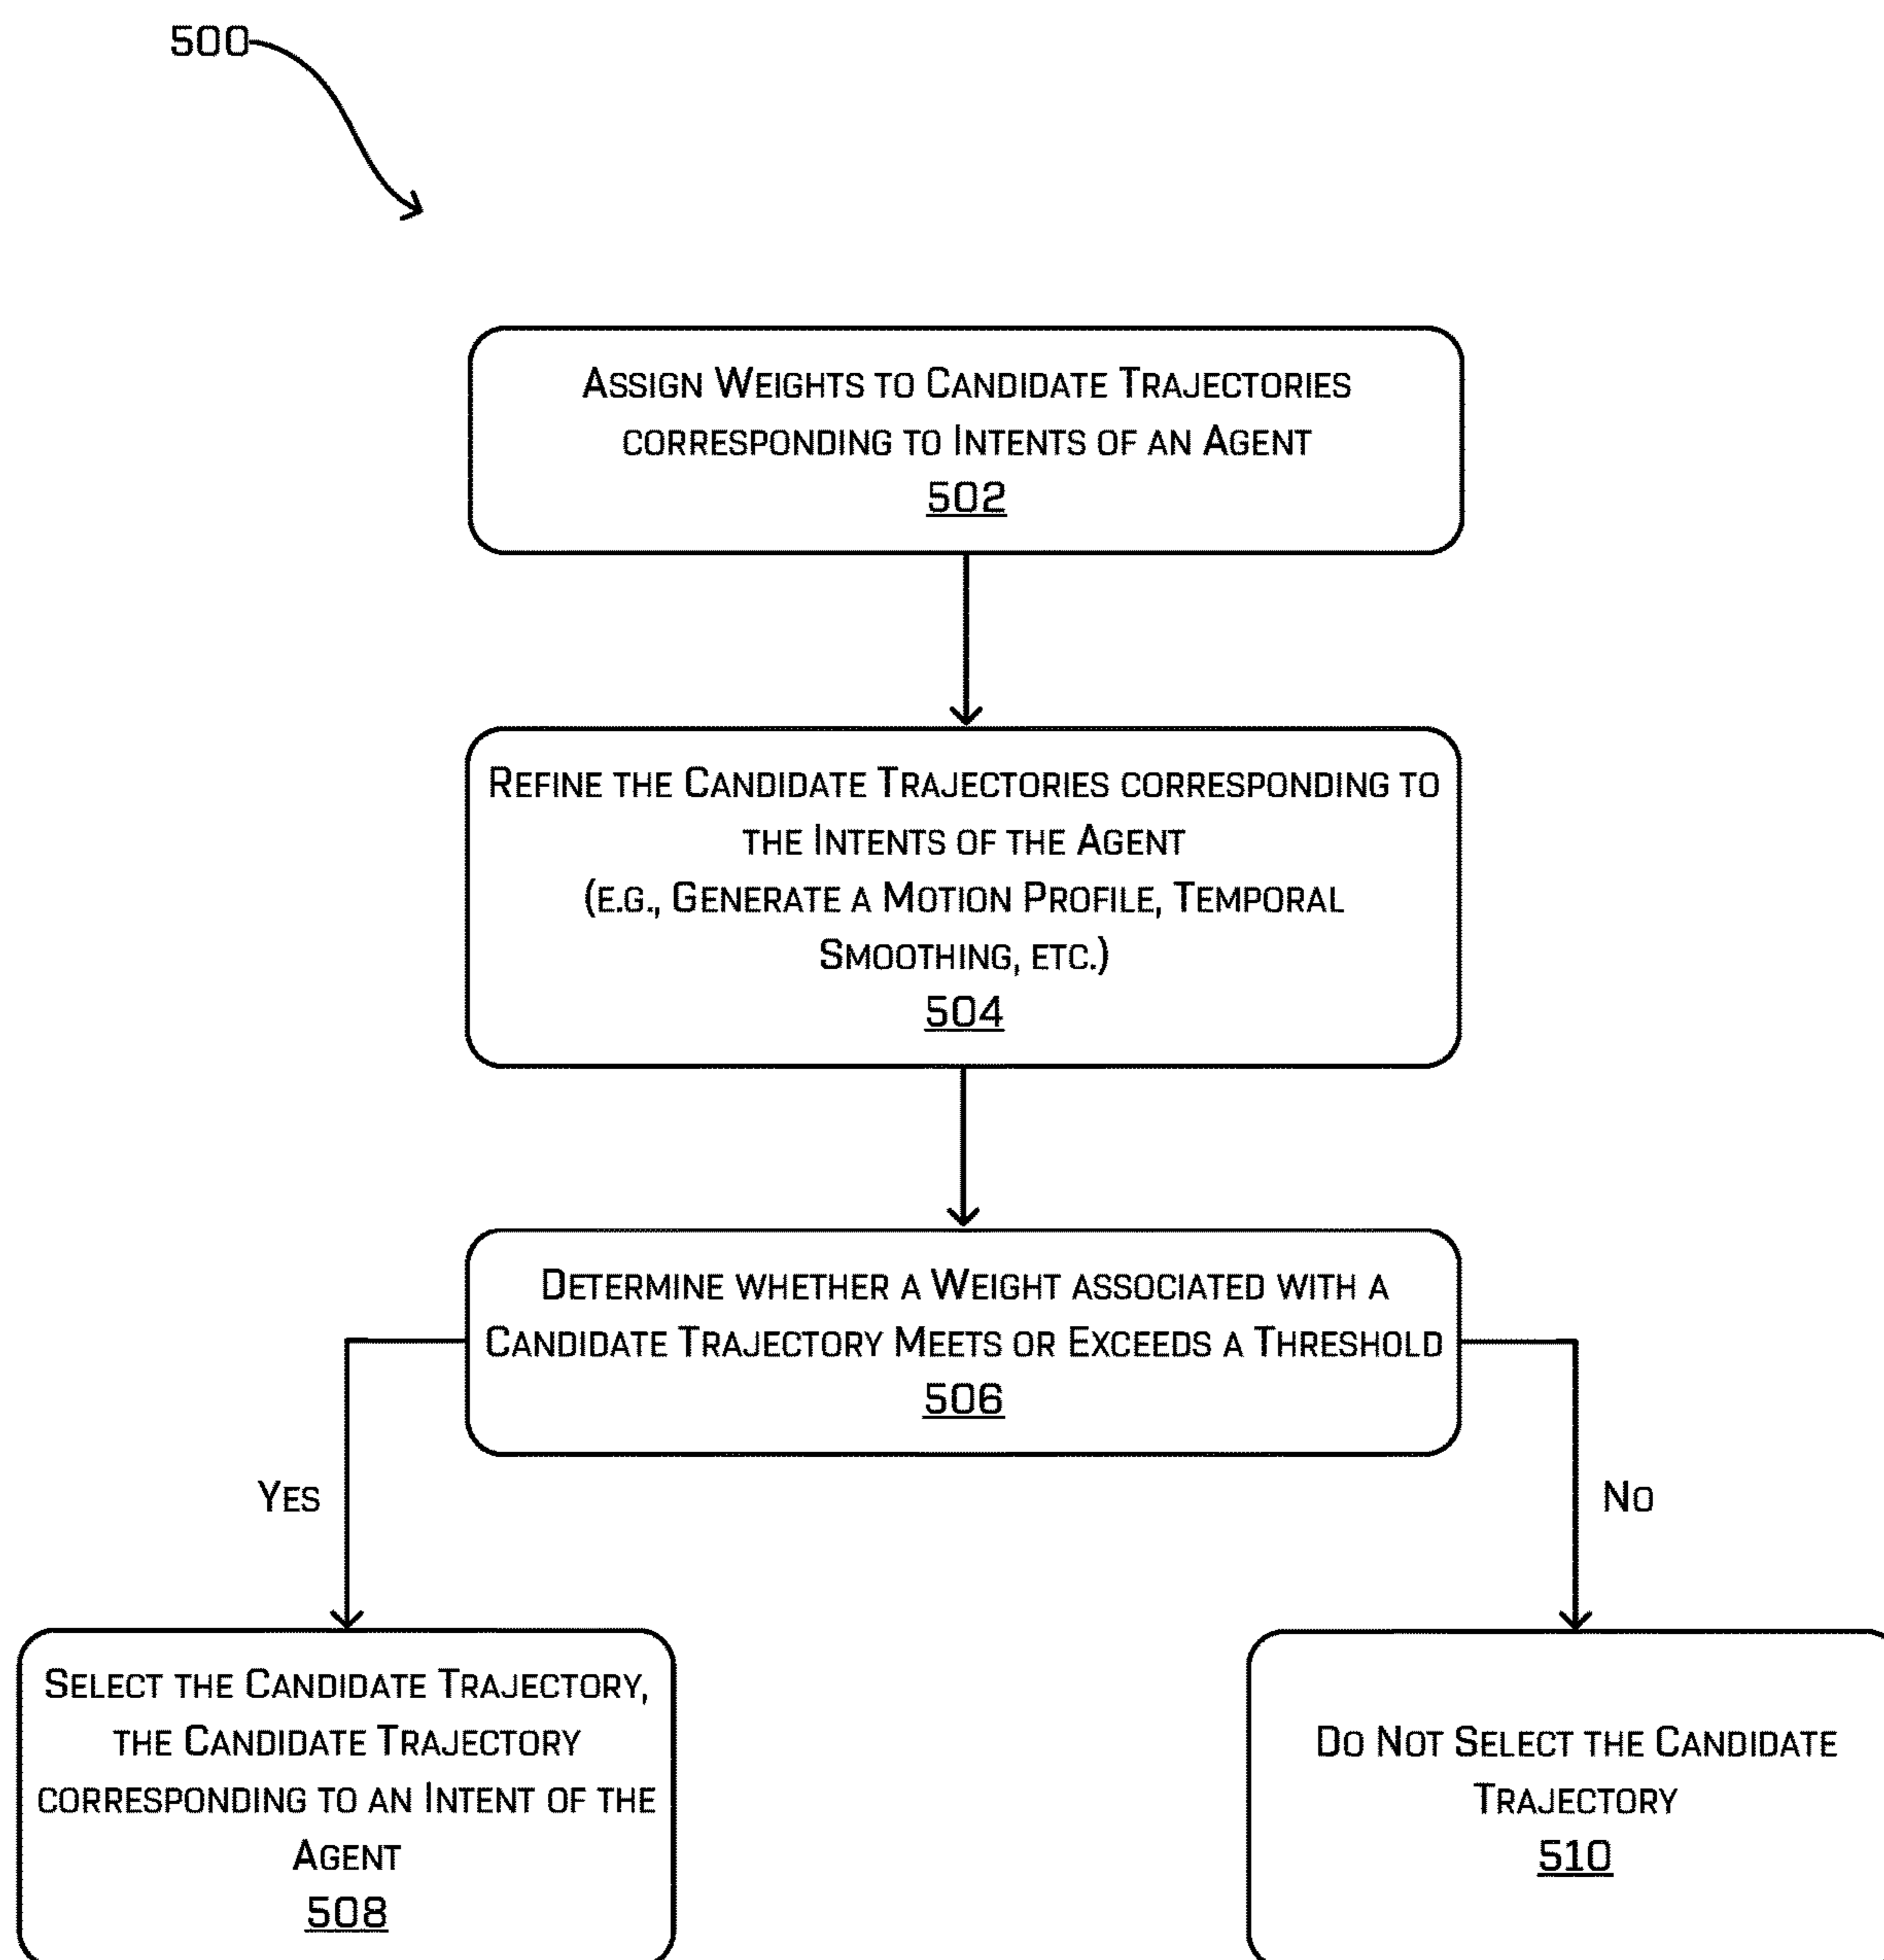 500
Assign Weights to Candidate Trajectories
corresponding to Intents of an Agent
502
Refine the Candidate Trajectories corresponding to
the Intents of the Agent
(e.g., Generate a Motion Profile, Temporal
Smoothing, etc.)
504
Determine whether a Weight associated with a
Candidate Trajectory Meets or Exceeds a Threshold
506
Yes
No
Select the Candidate Trajectory,
the Candidate Trajectory
corresponding to an Intent of the
Agent
508
Do Not Select the Candidate
Trajectory
510